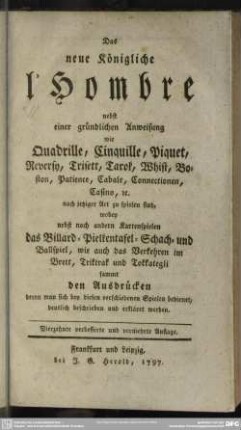 Das
neue Königliche
l'Hombre
nebst
einer gründlichen Anweisung
wie
Quadrille, Cinquille, Piquet,
Reversy, Trisett, Tarok, Whist, Bo-
ston, Patience, Cabale, Connectionen,
Casino, ꝛc.
nach jetziger Art zu spielen sind,
wobey
nebst noch andern Kartenspielen
das Billard- Pielkentafel- Schach- und
Ballspiel, wie auch das Verkehren im
Brett, Triktrak und Tokkategli
sammt
den Ausdrücken
deren man sich bey diesen verschiedenen Spielen bedienet,
deutlich beschrieben und erkläret werden.
Vierzehnte verbesserte und vermehrte Auflage.
Frankfurt und Leipzig,
bei J. G. Herold, 1797.